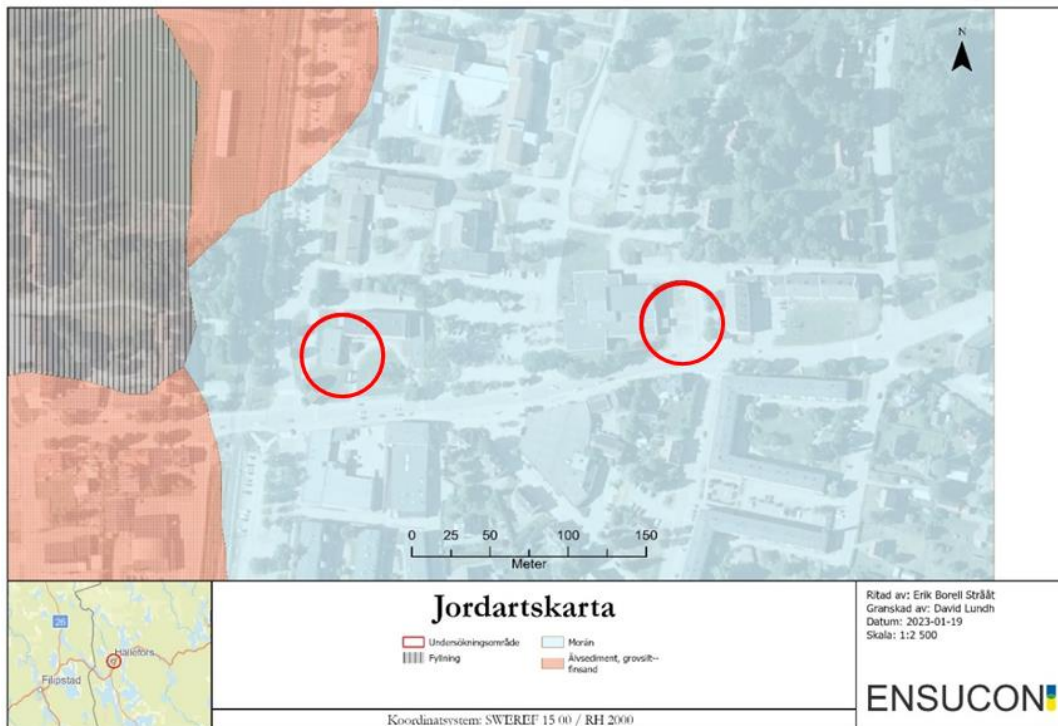 N
0 25 50 100 150
Meter
26
Hällefors
Filipstad
Jordartskarta
Undersökningsområde
Morän
Fyllning
Älvsediment, grovsilt--
finsand
Koordinatsystem: SWEREF 15 00 / RH 2000
Ritad av: Erik Borell Strååt
Granskad av: David Lundh
Datum: 2023-01-19
Skala: 1:2 500
ENSUCON